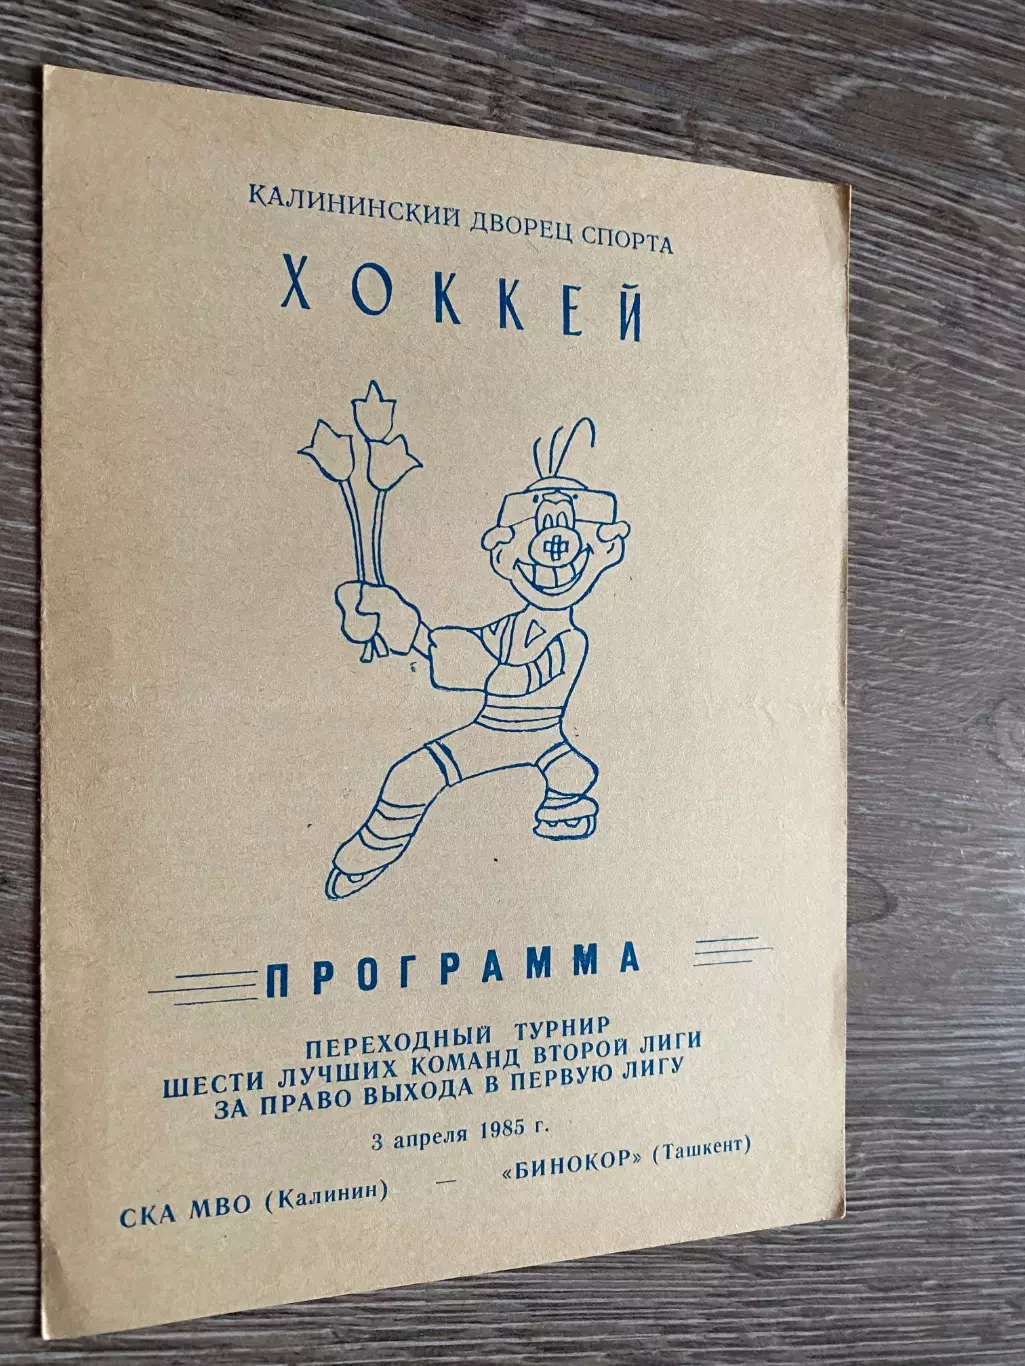 КАЛИНИНСКИЙ ДВОРЕЦ СПОРТА
ХОККЕЙ
ПРОГРАММА
ПЕРЕХОДНЫЙ ТУРНИР
ШЕСТИ ЛУЧШИХ КОМАНД ВТОРОЙ ЛИГИ
ЗА ПРАВО ВЫХОДА В ПЕРВУЮ ЛИГУ
3 апреля 1985 г.
СКА МВО (Калинин) — «БИНОКОР» (Ташкент)